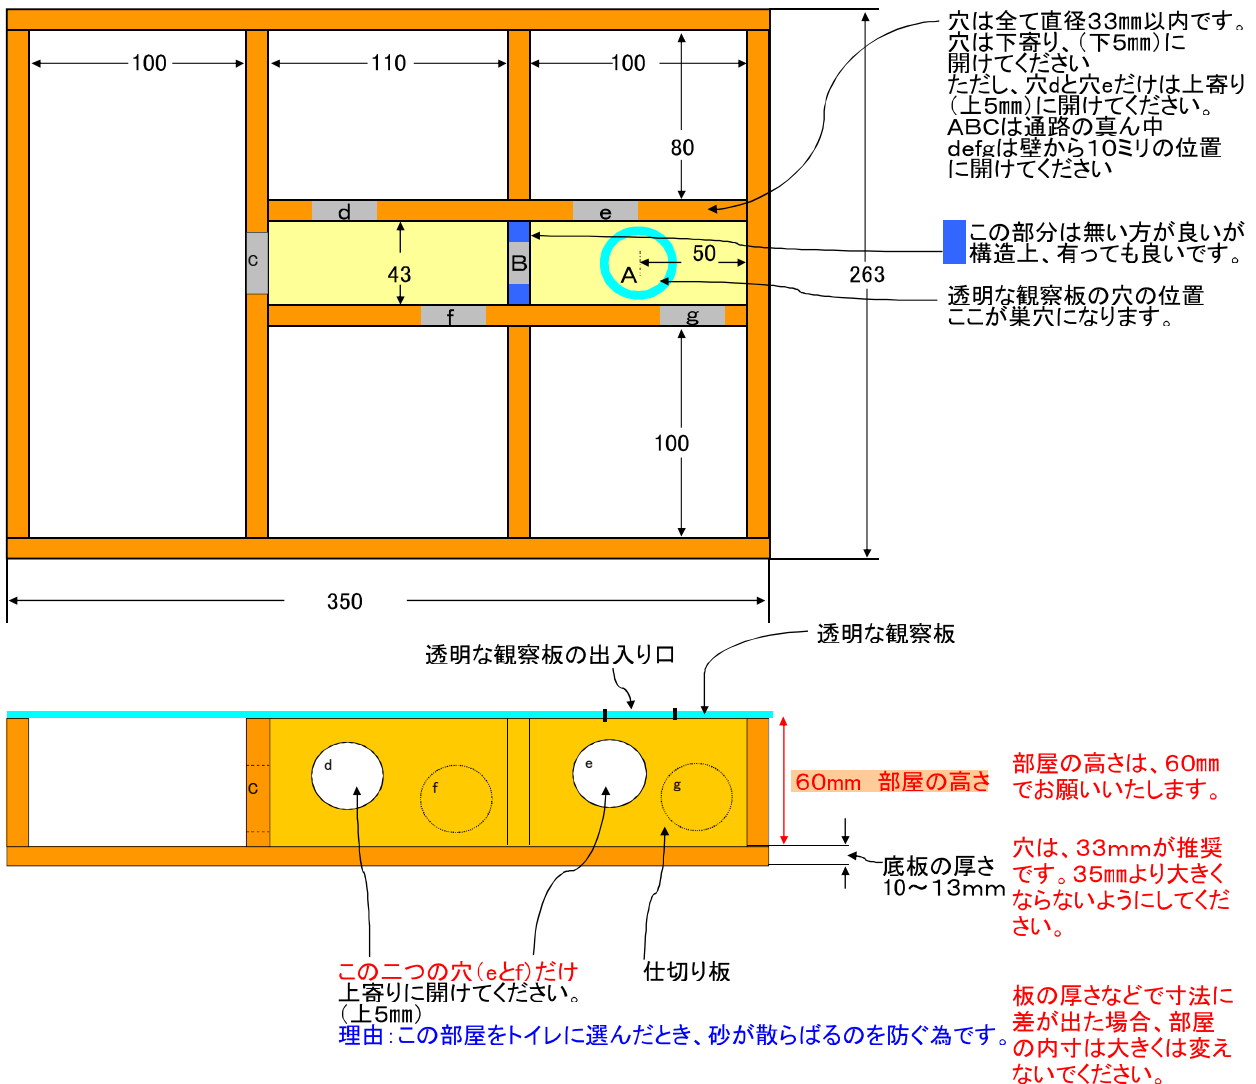 穴は全て直径33㎜以内です。
穴は下寄り、(下5㎜)に
開けてください
ただし、穴dと穴eだけは上寄り
(上5㎜)に開けてください。
ABCは通路の真ん中
defgは壁から10ミリの位置
に開けてください
100
110
100
80
d
e
c
B
A
50
43
263
この部分は無い方が良いが
構造上、有っても良いです。
透明な観察板の穴の位置
ここが巣穴になります。
f
g
100
350
透明な観察板
透明な観察板の出入り口
d
f
e
g
C
60mm 部屋の高さ
部屋の高さは、60㎜
でお願いいたします。
底板の厚さ
10～13mm
穴は、33mmが推奨
です。35㎜より大きく
ならないようにしてくだ
さい。
この二つの穴(eとf)だけ
上寄りに開けてください。
(上5㎜)
仕切り板
理由:この部屋をトイレに選んだとき、砂が散らばるのを防ぐ為です。
板の厚さなどで寸法に
差が出た場合、部屋
の内寸は大きくは変え
ないでください。